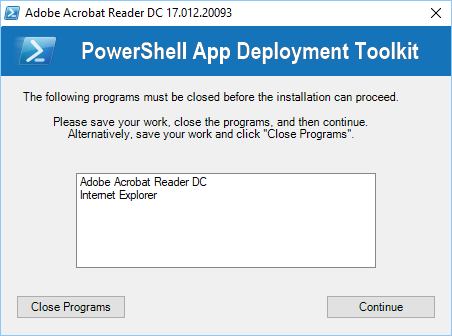 Adobe Acrobat Reader DC 17.012.20093
PowerShell App Deployment Toolkit
The following programs must be closed before the installation can proceed.
Please save your work, close the programs, and then continue.
Alternatively, save your work and click "Close Programs".
Adobe Acrobat Reader DC
Internet Explorer
Close Programs
Continue